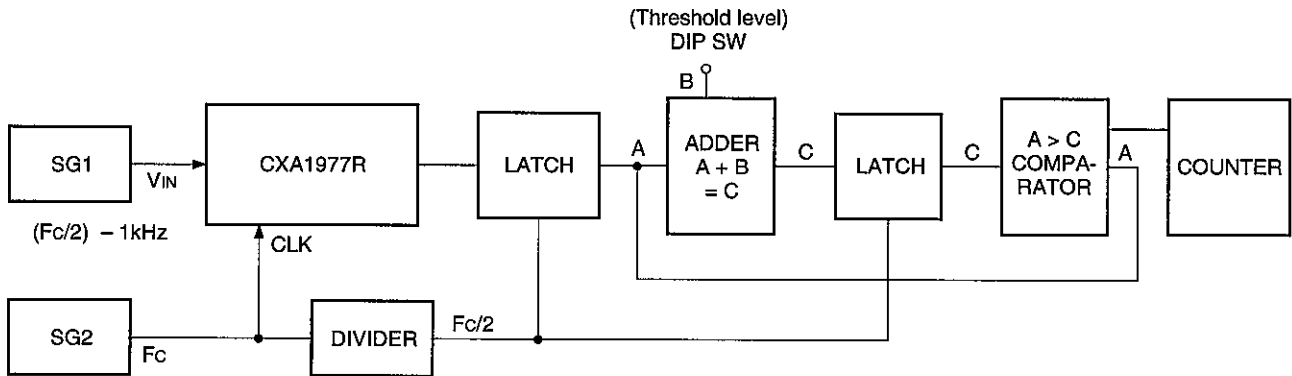 (Threshold level)
DIP SW
B
SG1
VIN
(Fc/2) – 1kHz
CXA1977R
CLK
LATCH
A
ADDER
A + B
= C
C
LATCH
C
A > C
COMPA-
RATOR
A
COUNTER
SG2
Fc
DIVIDER
Fc/2